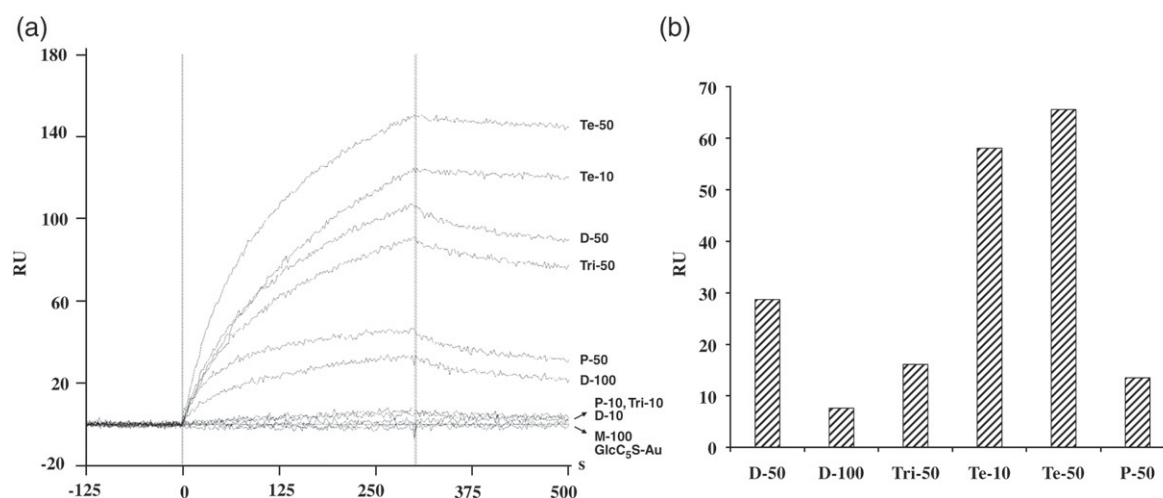 (a)
180
140
100
60
20
-20
RU
-125
0
125
250
375
500
s
Te-50
Te-10
D-50
Tri-50
P-50
D-100
P-10, Tri-10
D-10
M-100
GlcC₅S-Au
(b)
70
60
50
40
30
20
10
0
RU
D-50
D-100
Tri-50
Te-10
Te-50
P-50